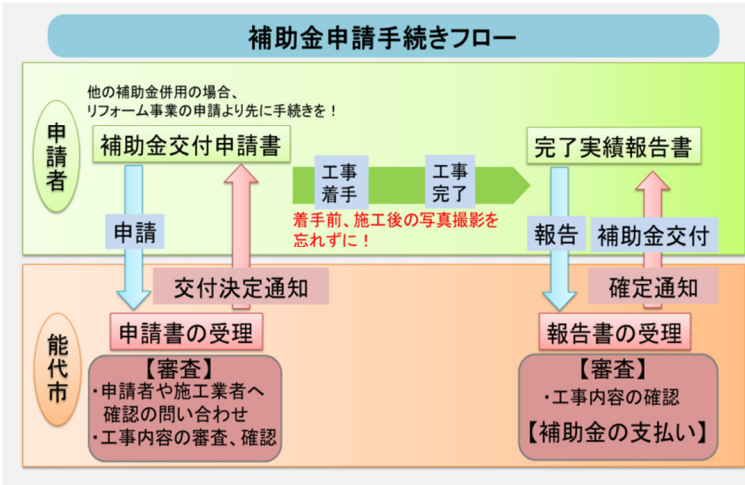 補助金申請手続きフロー
申請者
他の補助金併用の場合、
リフォーム事業の申請より先に手続きを！
補助金交付申請書
工事
着手
工事
完了
完了実績報告書
着手前、施工後の写真撮影を
忘れずに！
申請
交付決定通知
報告
補助金交付
確定通知
能代市
申請書の受理
【審査】
・申請者や施工業者へ
確認の問い合わせ
・工事内容の審査、確認
報告書の受理
【審査】
・工事内容の確認
【補助金の支払い】